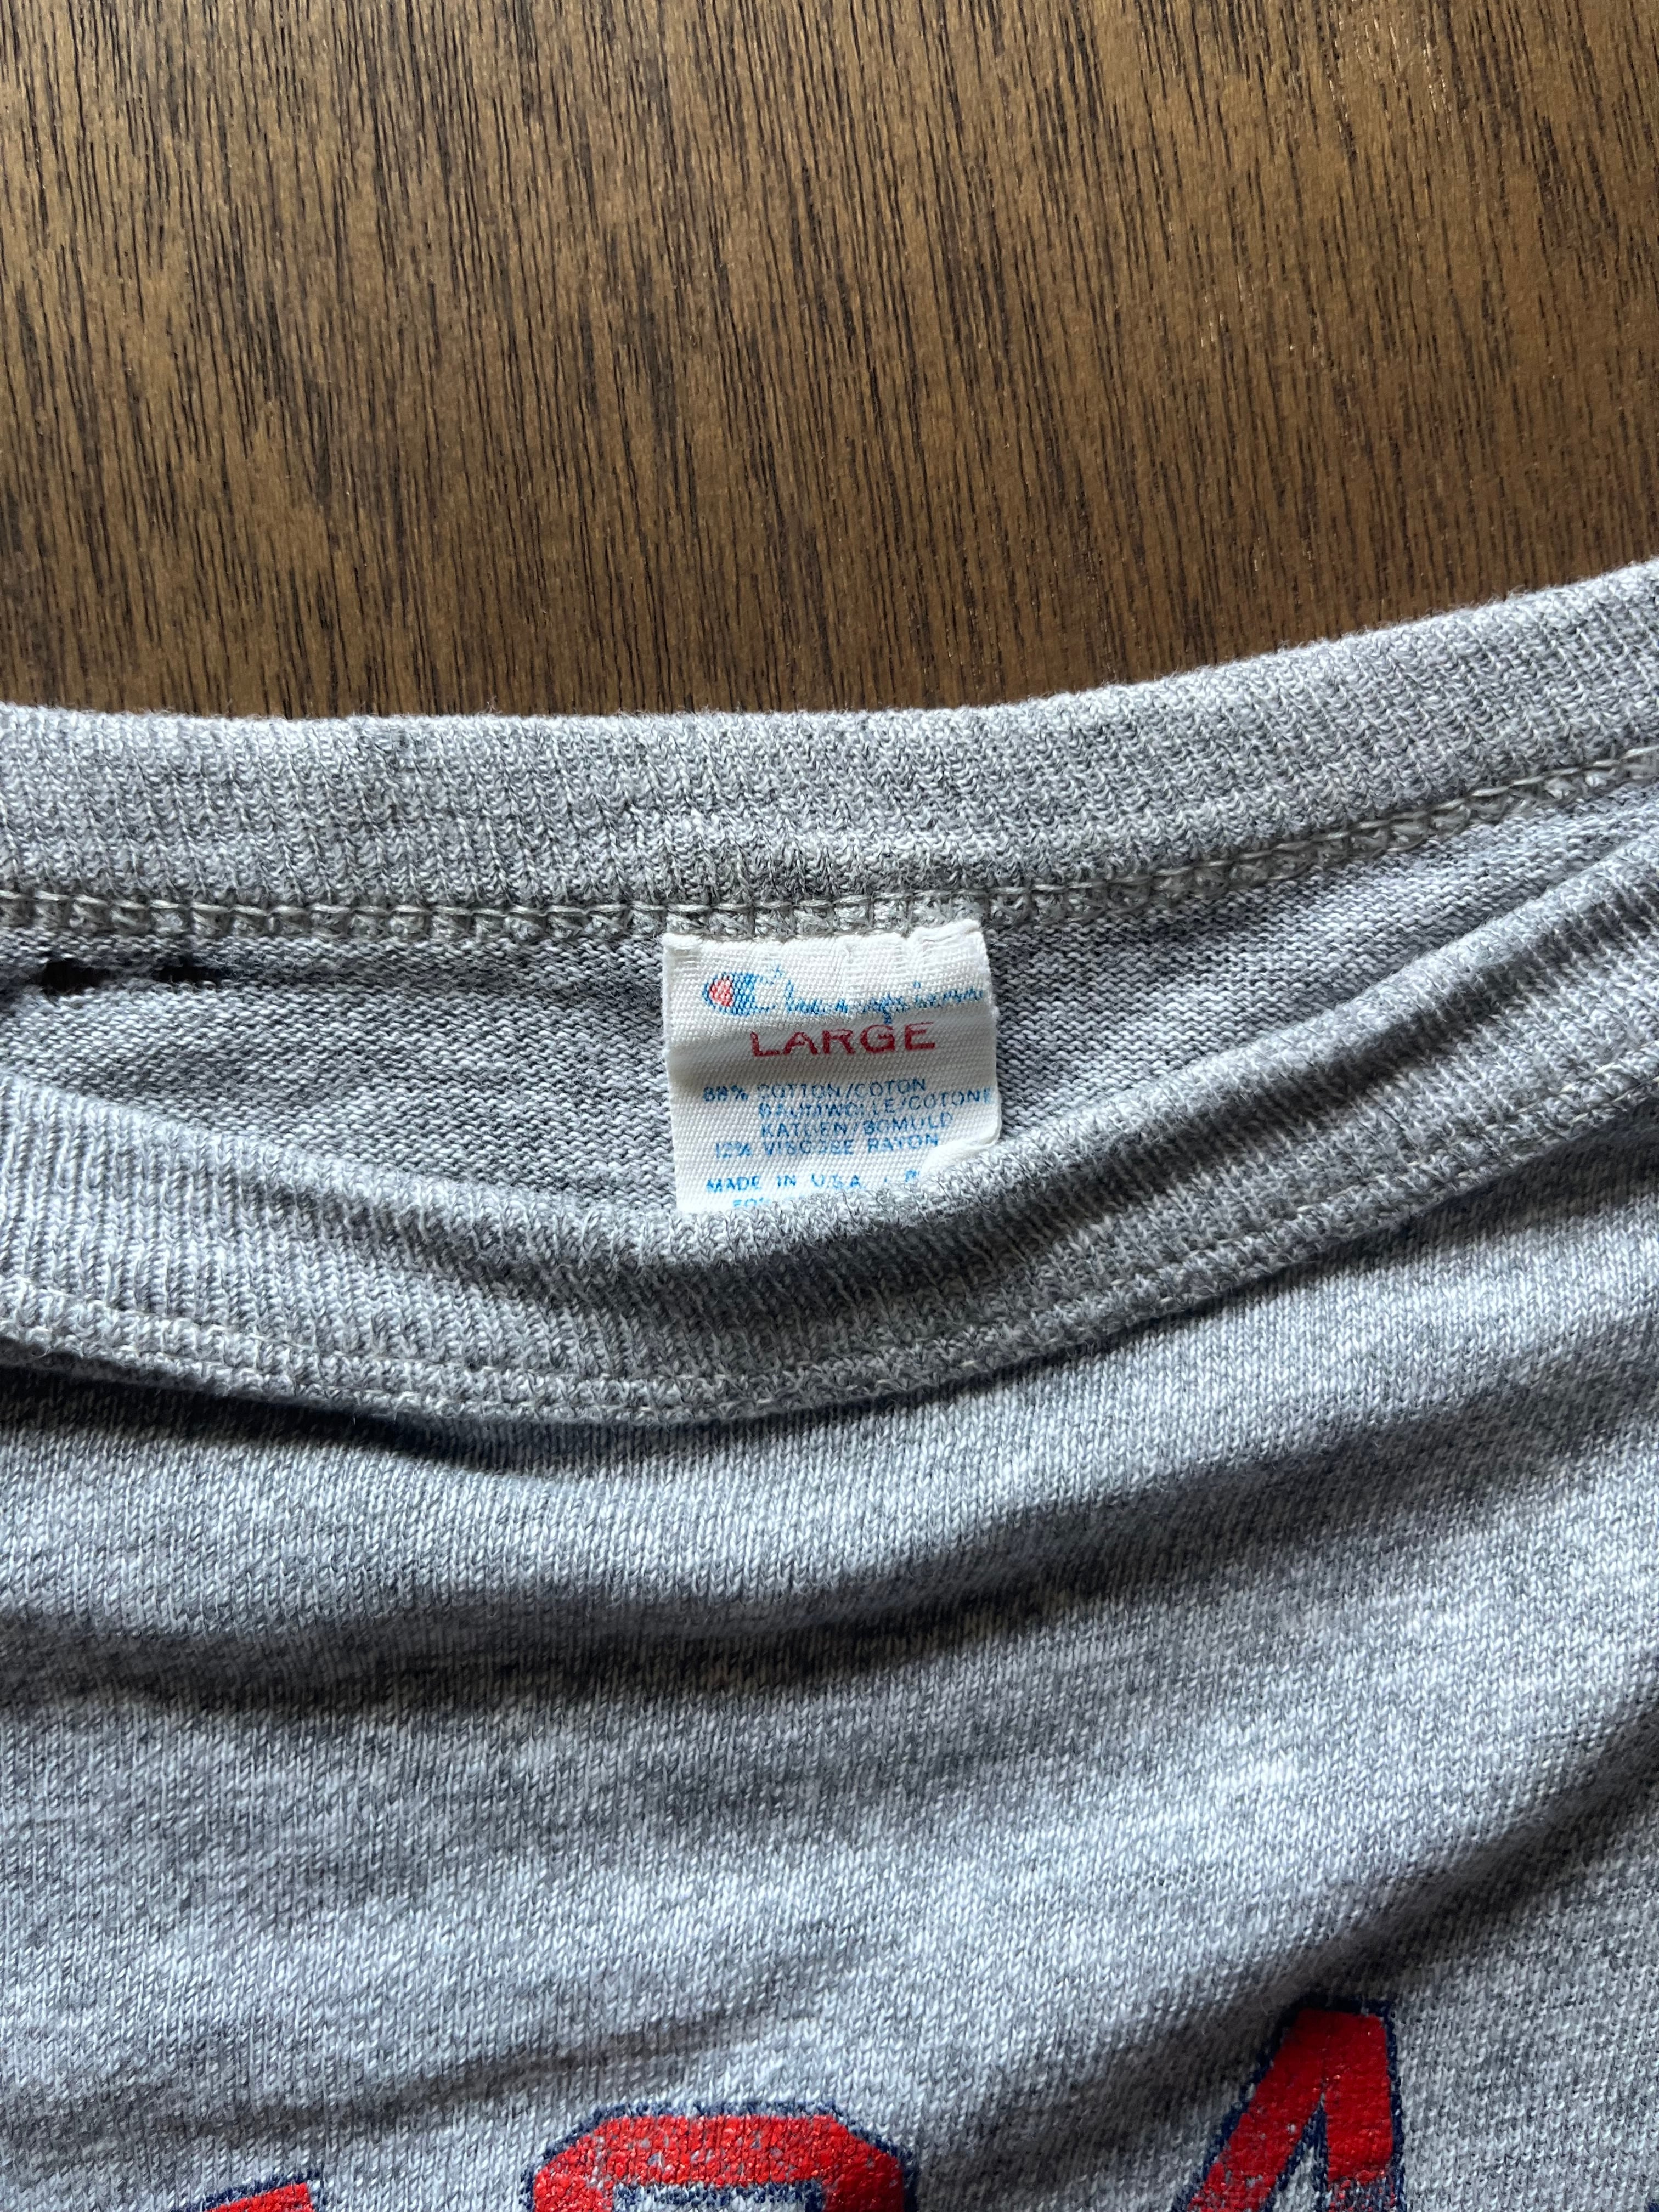 Champion
LARGE
88% COTTON/COTON
BAUMWOLLE/COTONE
KATOEN/BOMULD
12% VISCOSE RAYON
MADE IN U.S.A.